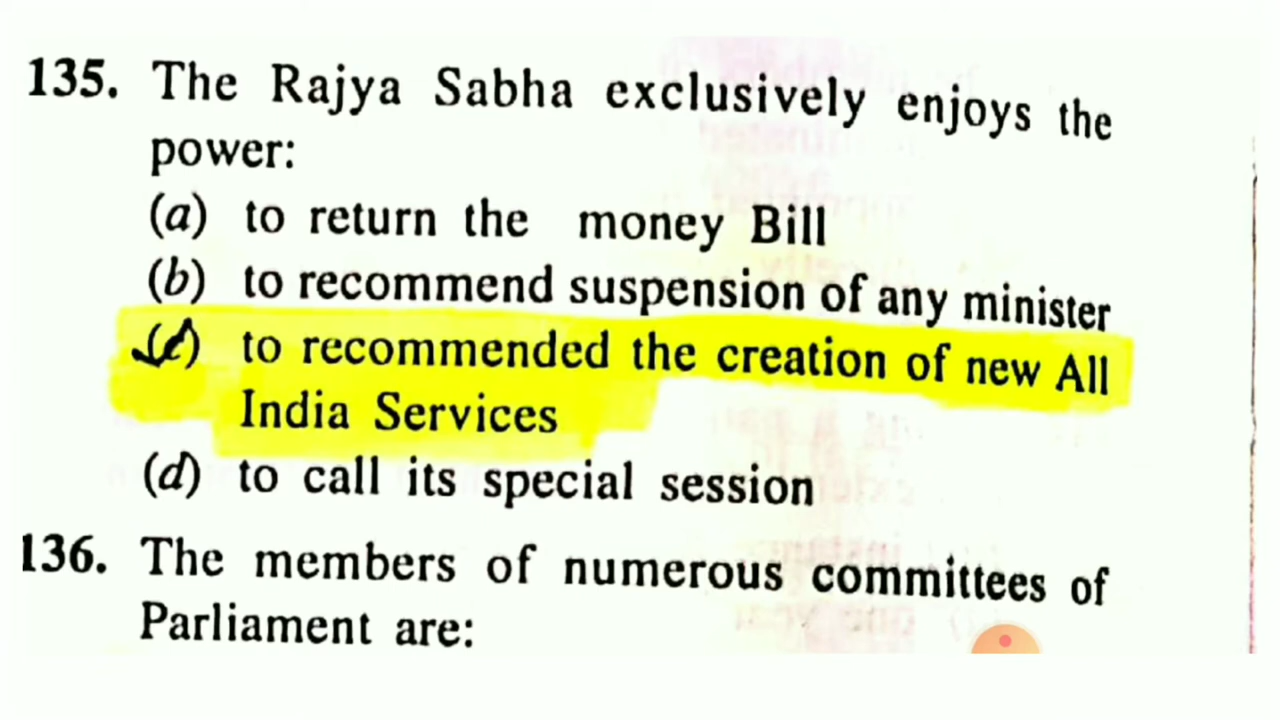 135. The Rajya Sabha exclusively enjoys the
power:
(a) to return the money Bill
(b) to recommend suspension of any minister
(c) to recommended the creation of new All
India Services
(d) to call its special session
136. The members of numerous committees of
Parliament are: